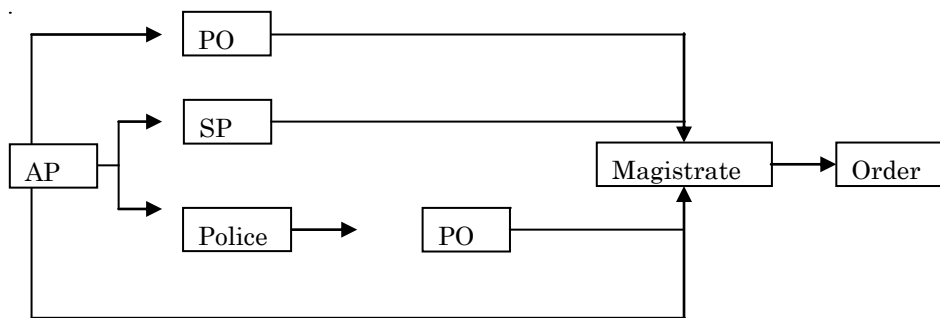 .
PO
SP
AP
Magistrate
Order
Police
PO